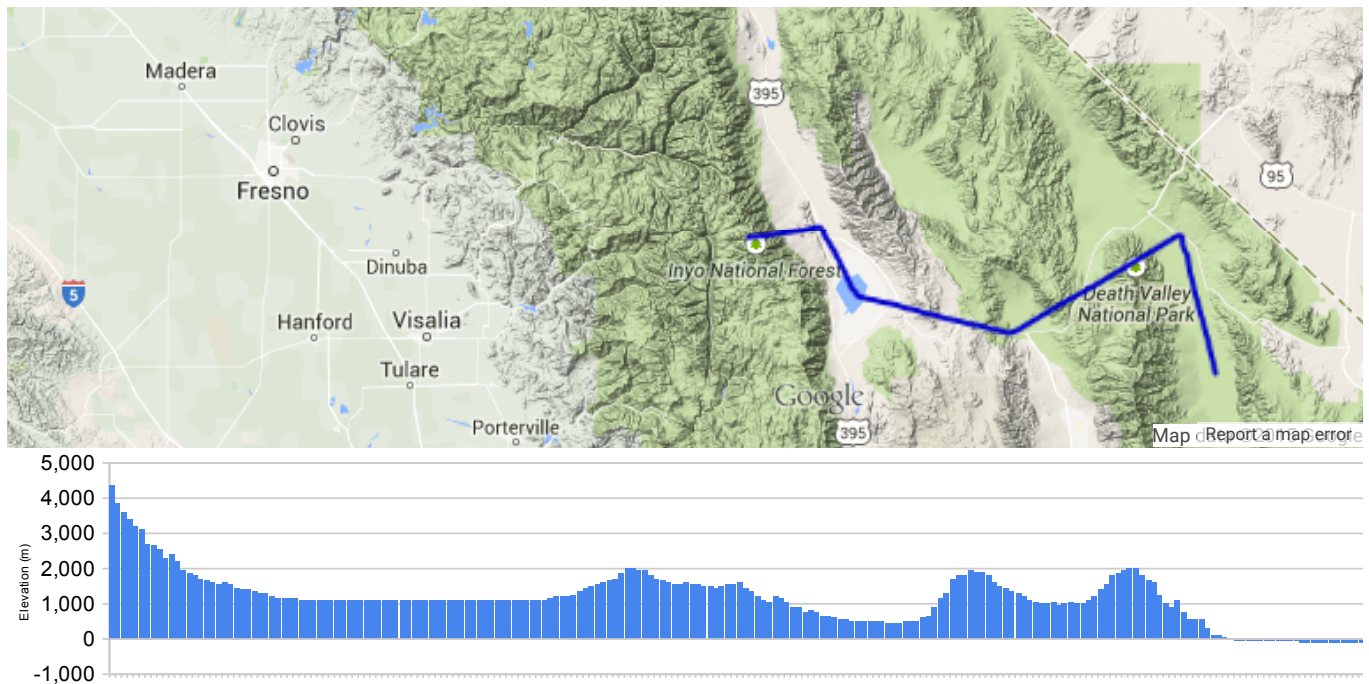 Madera
395
Clovis
Fresno
95
Dinuba
Inyo National Forest
5
Death Valley
National Park
Hanford
Visalia
Tulare
Google
Porterville
395
Map
Report a map error
5,000
4,000
3,000
2,000
1,000
0
-1,000
Elevation (m)